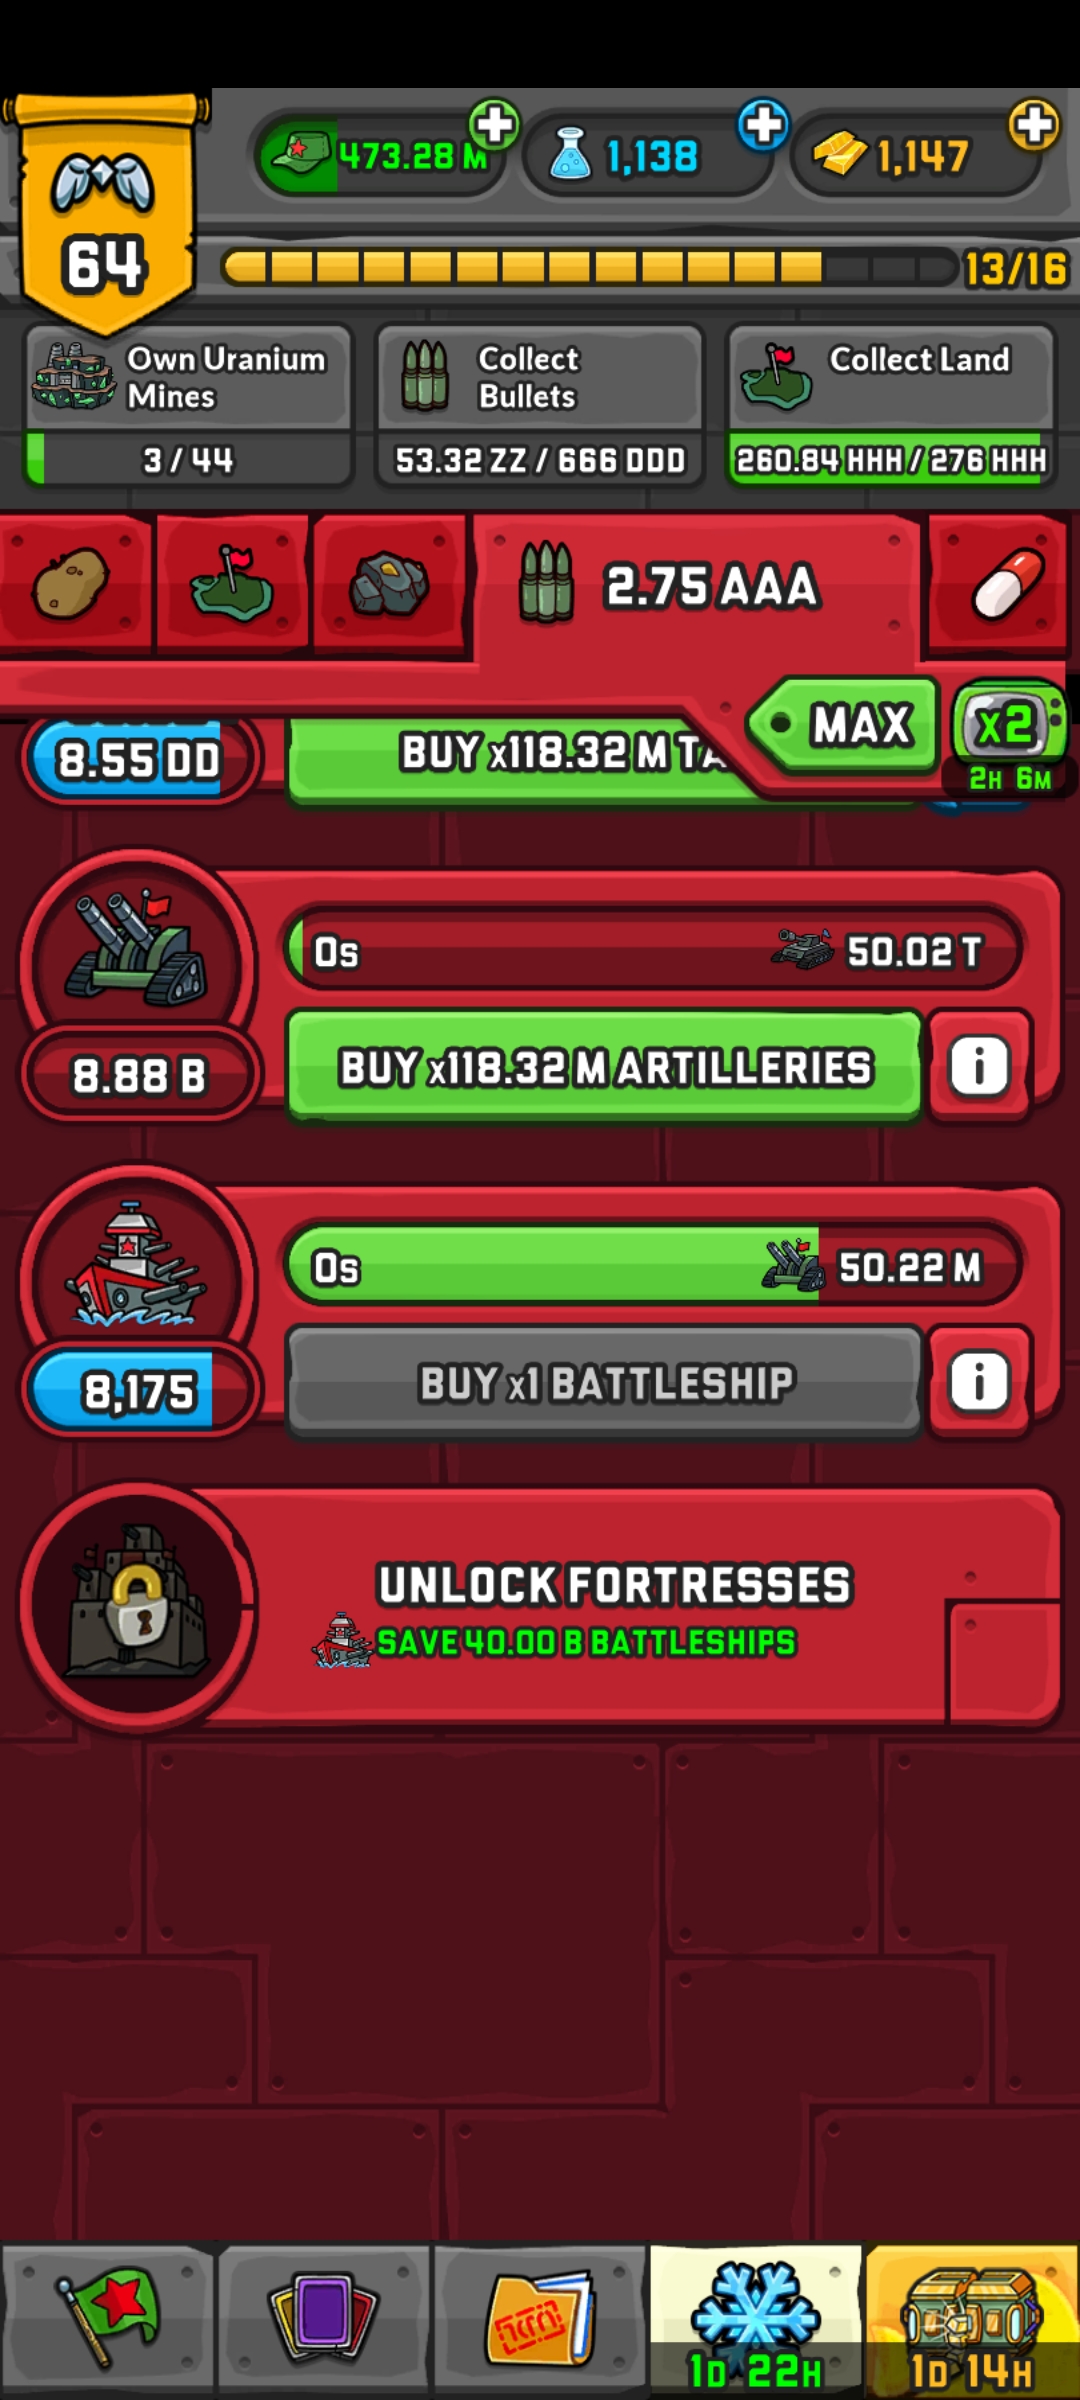 473.28 M
1,138
1,147
64
13/16
Own Uranium
Mines
3 / 44
Collect
Bullets
53.32 ZZ / 666 DDD
Collect Land
260.84 HHH / 276 HHH
2.75 AAA
MAX
x2
2H 6M
8.55 DD
BUY x118.32 M TA
0s
50.02 T
8.88 B
BUY x118.32 M ARTILLERIES
i
0s
50.22 M
8,175
BUY x1 BATTLESHIP
i
UNLOCK FORTRESSES
SAVE 40.00 B BATTLESHIPS
1D 22H
1D 14H